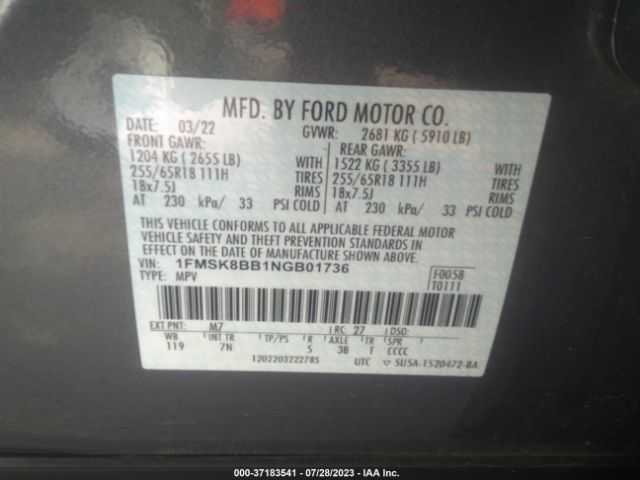 MFD. BY FORD MOTOR CO.
DATE: 03/22 GVWR: 2681 KG ( 5910 LB)
FRONT GAWR: REAR GAWR:
1204 KG ( 2655 LB) WITH 1522 KG ( 3355 LB) WITH
255/65R18 111H TIRES 255/65R18 111H TIRES
18x7.5J RIMS 18x7.5J RIMS
AT 230 kPa/ 33 PSI COLD AT 230 kPa/ 33 PSI COLD
THIS VEHICLE CONFORMS TO ALL APPLICABLE FEDERAL MOTOR
VEHICLE SAFETY AND THEFT PREVENTION STANDARDS IN
EFFECT ON THE DATE OF MANUFACTURE SHOWN ABOVE.
VIN: 1FMSK8BB1NGB01736 F0058
TYPE: MPV T0111
EXT PNT: M7 RC: 27 DSO:
WB INT TR TP/PS R AXLE TR SPR
119 7N S 3B T CCCC
1202203222785 UTC ▽ SU5A-1520472-BA
000-37183541 / 07/28/2023 - IAA Inc.